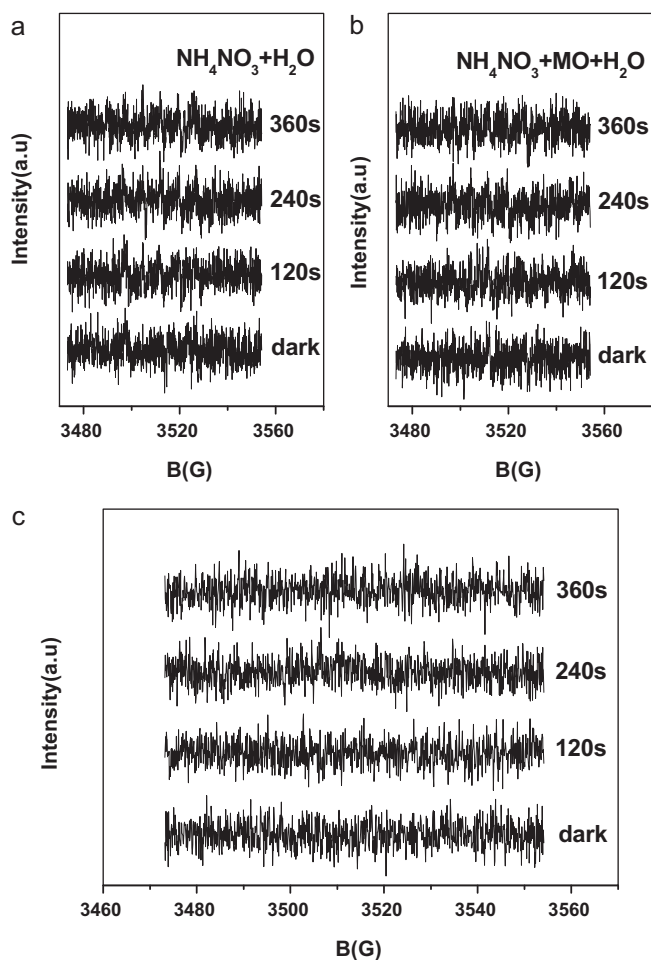 a
NH₄NO₃+H₂O
360s
240s
120s
dark
Intensity(a.u)
3480 3520 3560
B(G)
b
NH₄NO₃+MO+H₂O
360s
240s
120s
dark
Intensity(a.u)
3480 3520 3560
B(G)
c
360s
240s
120s
dark
Intensity(a.u)
3460 3480 3500 3520 3540 3560
B(G)